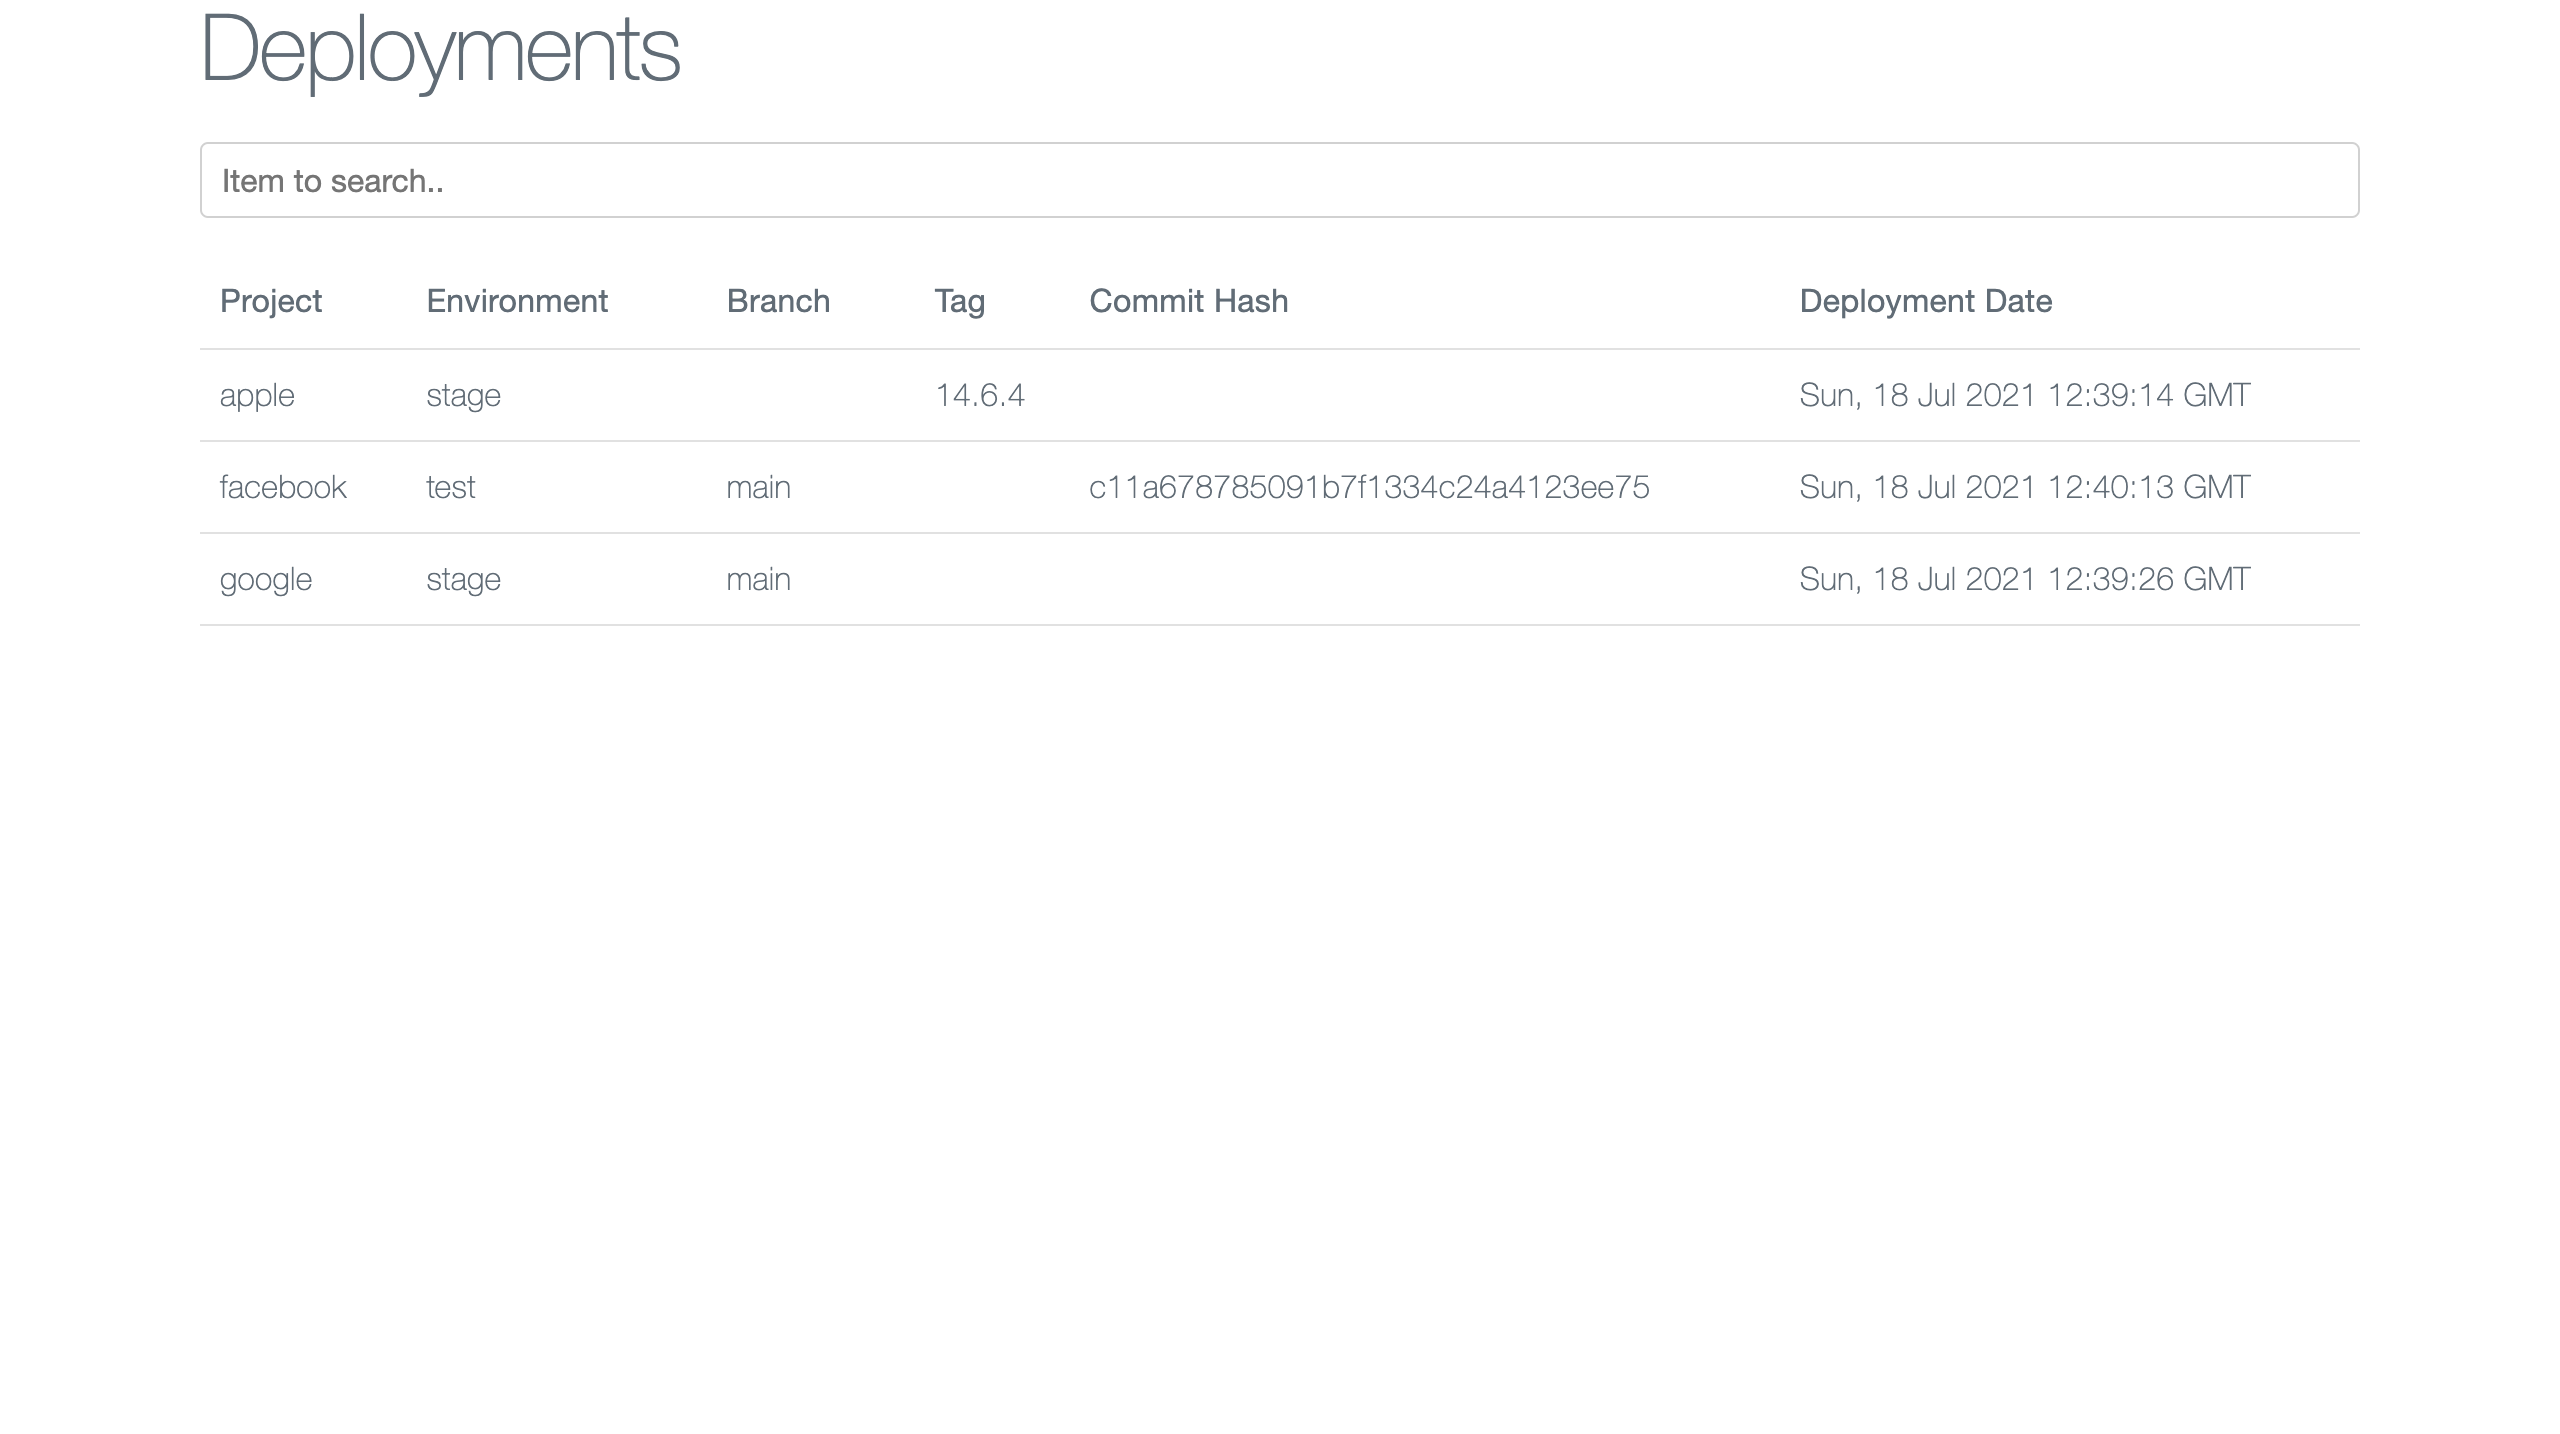 Deployments
Item to search..
Project Environment Branch Tag Commit Hash Deployment Date
apple stage 14.6.4 Sun, 18 Jul 2021 12:39:14 GMT
facebook test main c11a678785091b7f1334c24a4123ee75 Sun, 18 Jul 2021 12:40:13 GMT
google stage main Sun, 18 Jul 2021 12:39:26 GMT